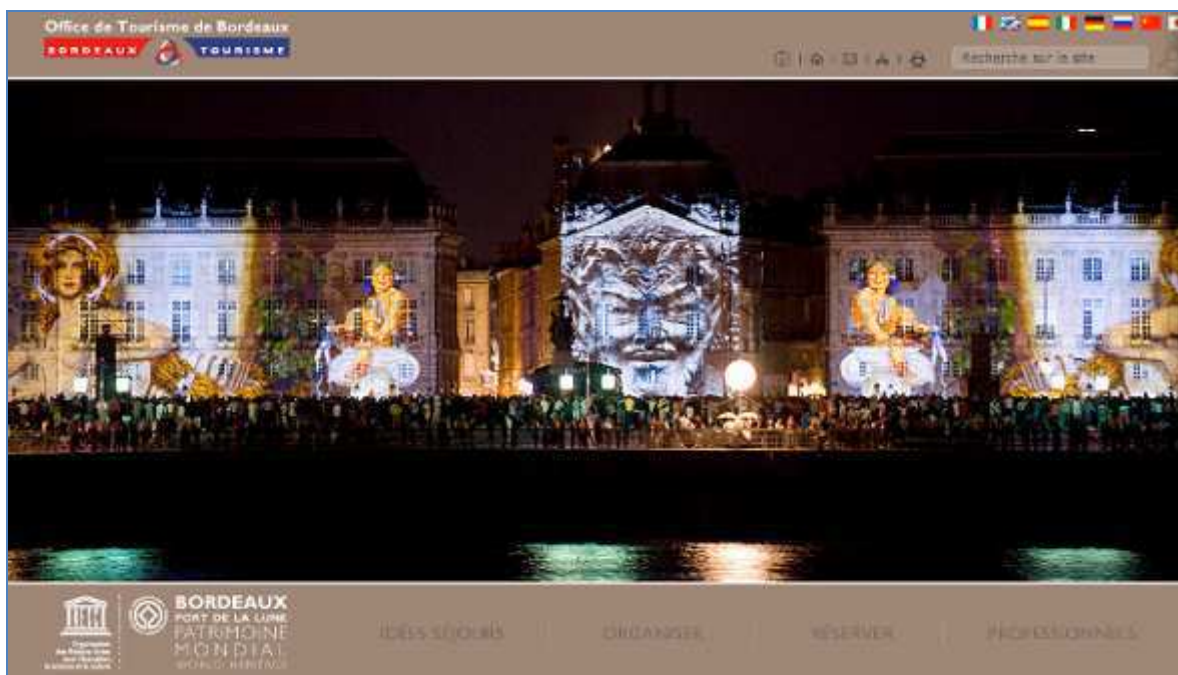 Office de Tourisme de Bordeaux
BORDEAUX TOURISME
Recherche sur le site
BORDEAUX
PORT DE LA LUNE
PATRIMOINE
MONDIAL
WORLD HERITAGE
IDÉES SÉJOURS
ORGANISER
RÉSERVER
PROFESSIONNELS